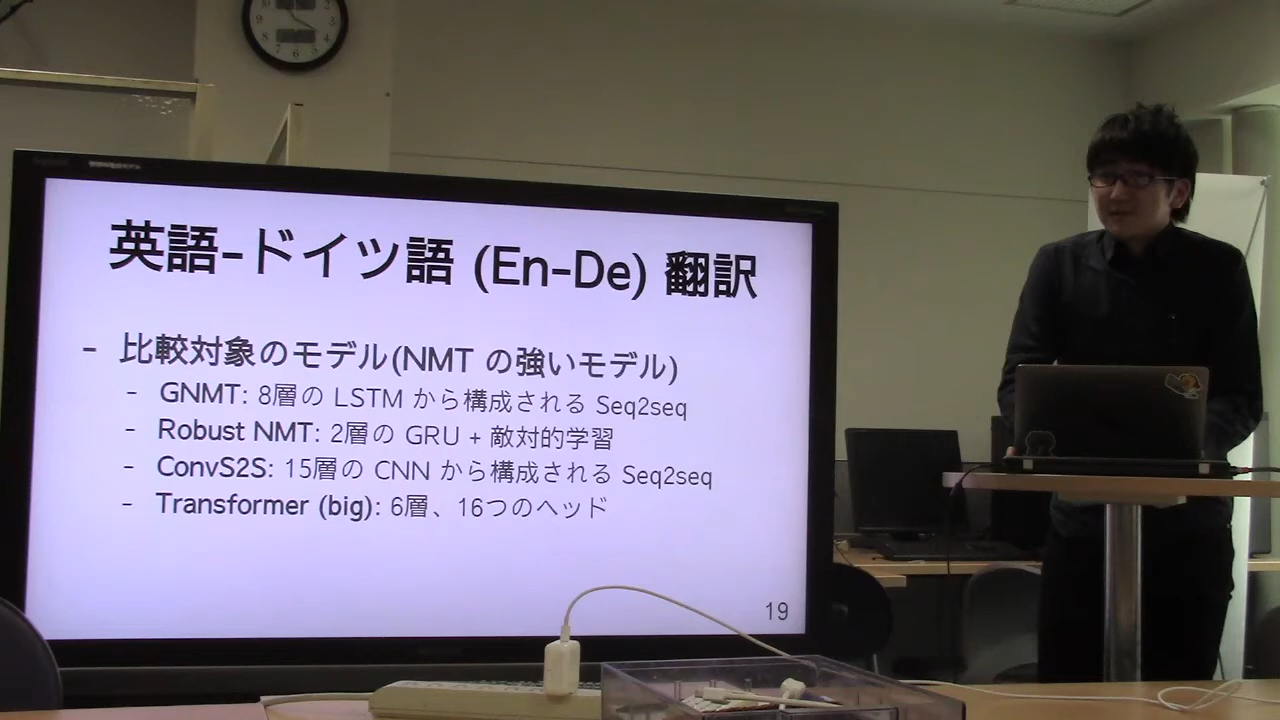 英語-ドイツ語 (En-De) 翻訳
- 比較対象のモデル(NMT の強いモデル)
- GNMT: 8層の LSTM から構成される Seq2seq
- Robust NMT: 2層の GRU + 敵対的学習
- ConvS2S: 15層の CNN から構成される Seq2seq
- Transformer (big): 6層、16つのヘッド
19